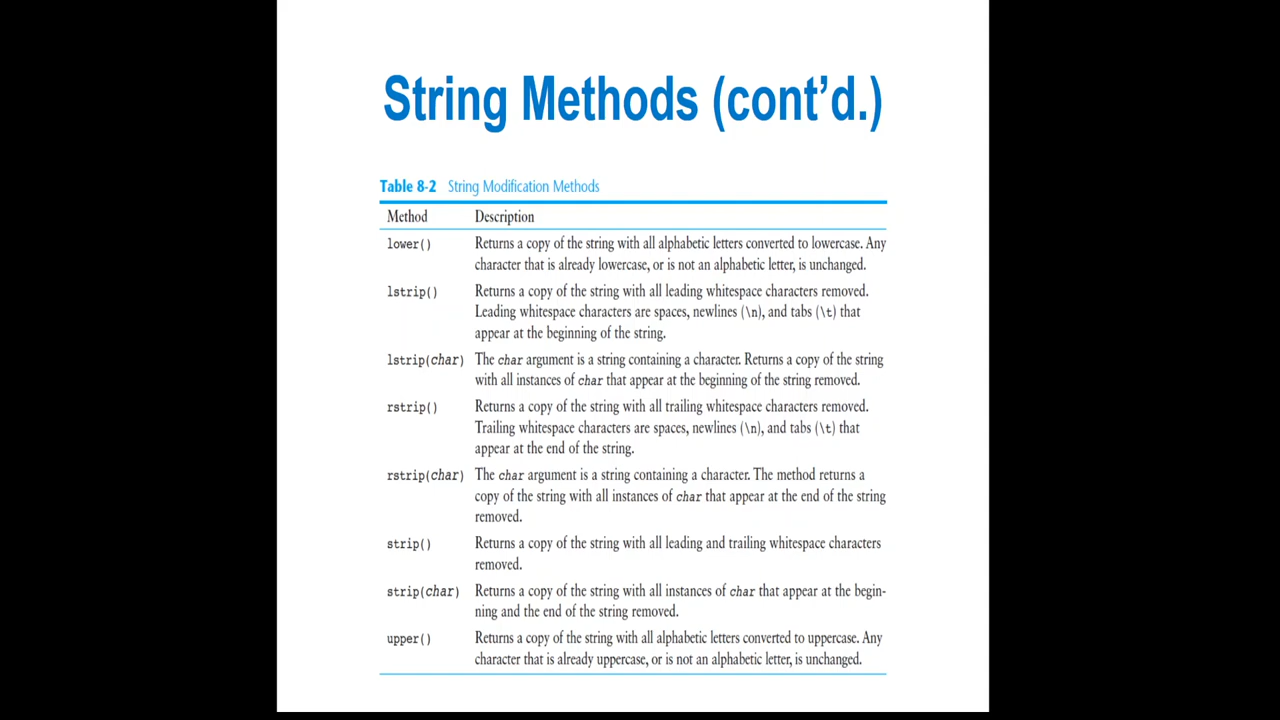 String Methods (cont’d.)
Table 8-2 String Modification Methods
Method Description
lower() Returns a copy of the string with all alphabetic letters converted to lowercase. Any
character that is already lowercase, or is not an alphabetic letter, is unchanged.
lstrip() Returns a copy of the string with all leading whitespace characters removed.
Leading whitespace characters are spaces, newlines (\n), and tabs (\t) that
appear at the beginning of the string.
lstrip(char) The char argument is a string containing a character. Returns a copy of the string
with all instances of char that appear at the beginning of the string removed.
rstrip() Returns a copy of the string with all trailing whitespace characters removed.
Trailing whitespace characters are spaces, newlines (\n), and tabs (\t) that
appear at the end of the string.
rstrip(char) The char argument is a string containing a character. The method returns a
copy of the string with all instances of char that appear at the end of the string
removed.
strip() Returns a copy of the string with all leading and trailing whitespace characters
removed.
strip(char) Returns a copy of the string with all instances of char that appear at the begin-
ning and the end of the string removed.
upper() Returns a copy of the string with all alphabetic letters converted to uppercase. Any
character that is already uppercase, or is not an alphabetic letter, is unchanged.